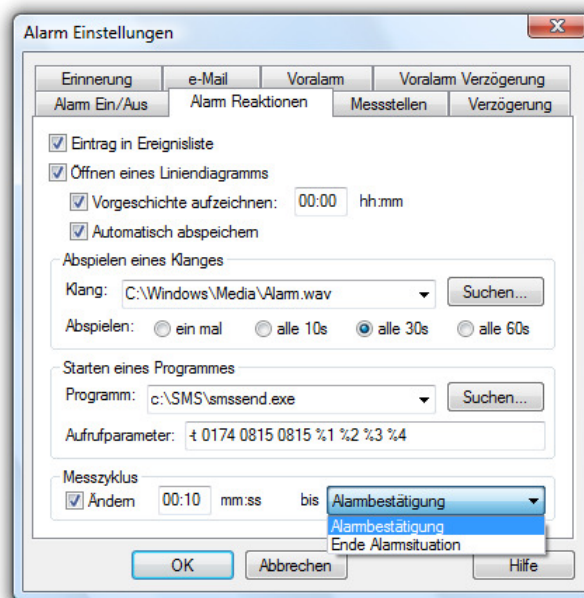 Alarm Einstellungen
Erinnerung e-Mail Voralarm Voralarm Verzögerung
Alarm Ein/Aus Alarm Reaktionen Messstellen Verzögerung
Eintrag in Ereignisliste
Öffnen eines Liniendiagramms
Vorgeschichte aufzeichnen: 00:00 hh:mm
Automatisch abspeichern
Abspielen eines Klanges
Klang: C:\Windows\Media\Alarm.wav Suchen...
Abspielen: ein mal alle 10s alle 30s alle 60s
Starten eines Programmes
Programm: c:\SMS\smssend.exe Suchen...
Aufrufparameter: -t 0174 0815 0815 %1 %2 %3 %4
Messzyklus
Ändern 00:10 mm:ss bis Alarmbestätigung
Alarmbestätigung
Ende Alarmsituation
OK Abbrechen Hilfe